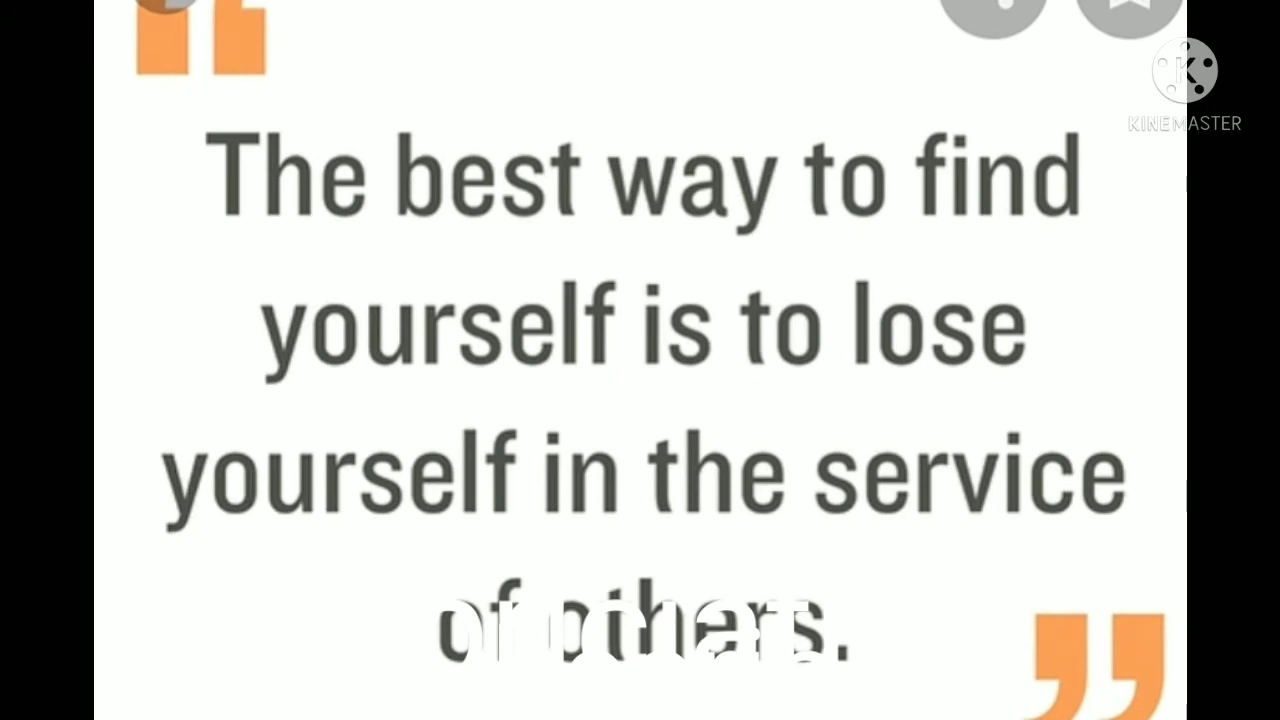 KINEMASTER
The best way to find
yourself is to lose
yourself in the service
of others.